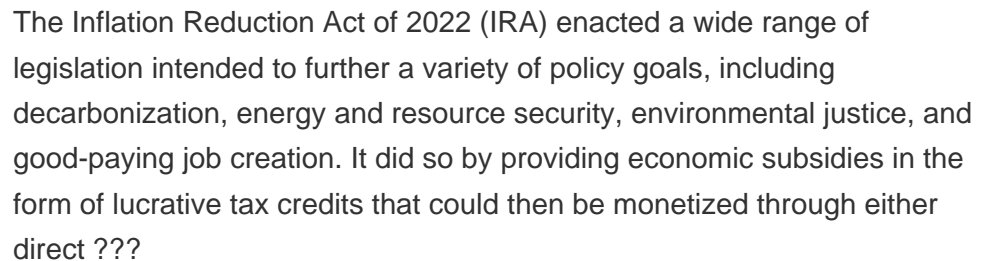 The Inflation Reduction Act of 2022 (IRA) enacted a wide range of
legislation intended to further a variety of policy goals, including
decarbonization, energy and resource security, environmental justice, and
good-paying job creation. It did so by providing economic subsidies in the
form of lucrative tax credits that could then be monetized through either
direct ???